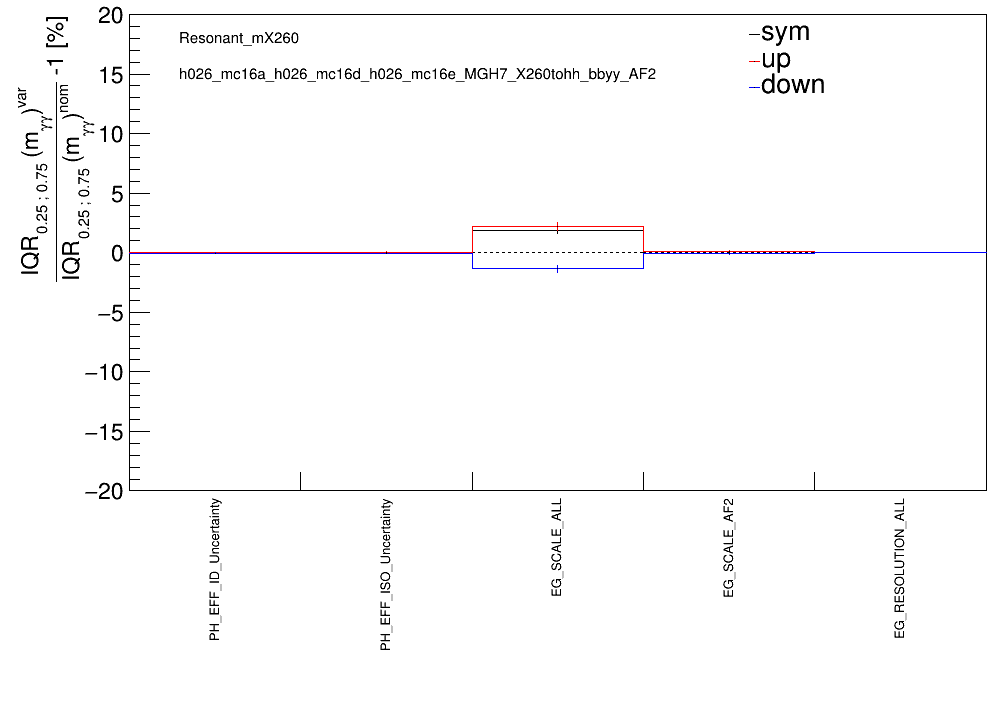 IQR0.25 ; 0.75 (mγγ)var
IQR0.25 ; 0.75 (mγγ)nom -1 [%]
20
15
10
5
0
−5
−10
−15
−20
Resonant_mX260
h026_mc16a_h026_mc16d_h026_mc16e_MGH7_X260tohh_bbyy_AF2
sym
up
down
PH_EFF_ID_Uncertainty
PH_EFF_ISO_Uncertainty
EG_SCALE_ALL
EG_SCALE_AF2
EG_RESOLUTION_ALL